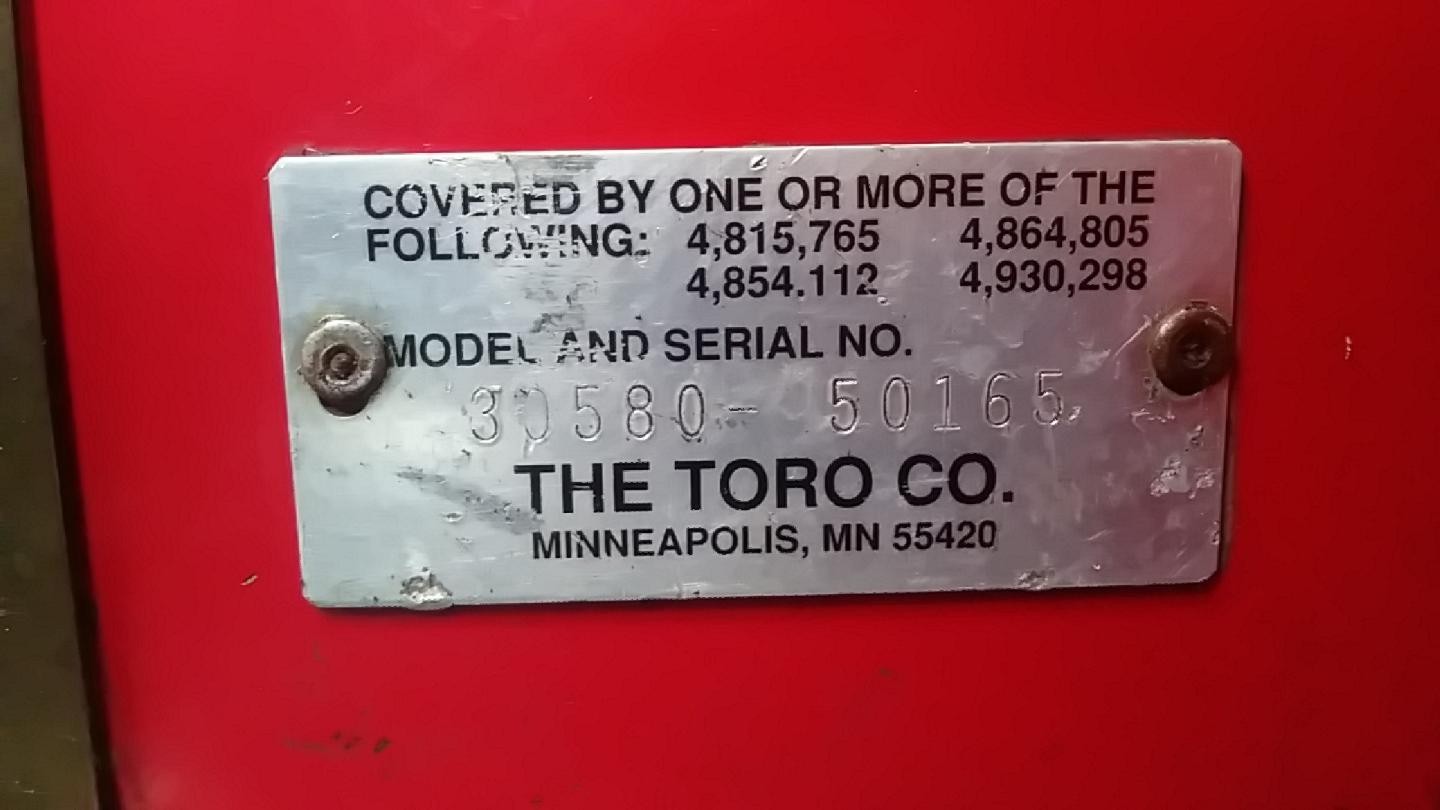 COVERED BY ONE OR MORE OF THE
FOLLOWING: 4,815,765 4,864,805
4,854.112 4,930,298
MODEL AND SERIAL NO.
30580- 50165
THE TORO CO.
MINNEAPOLIS, MN 55420